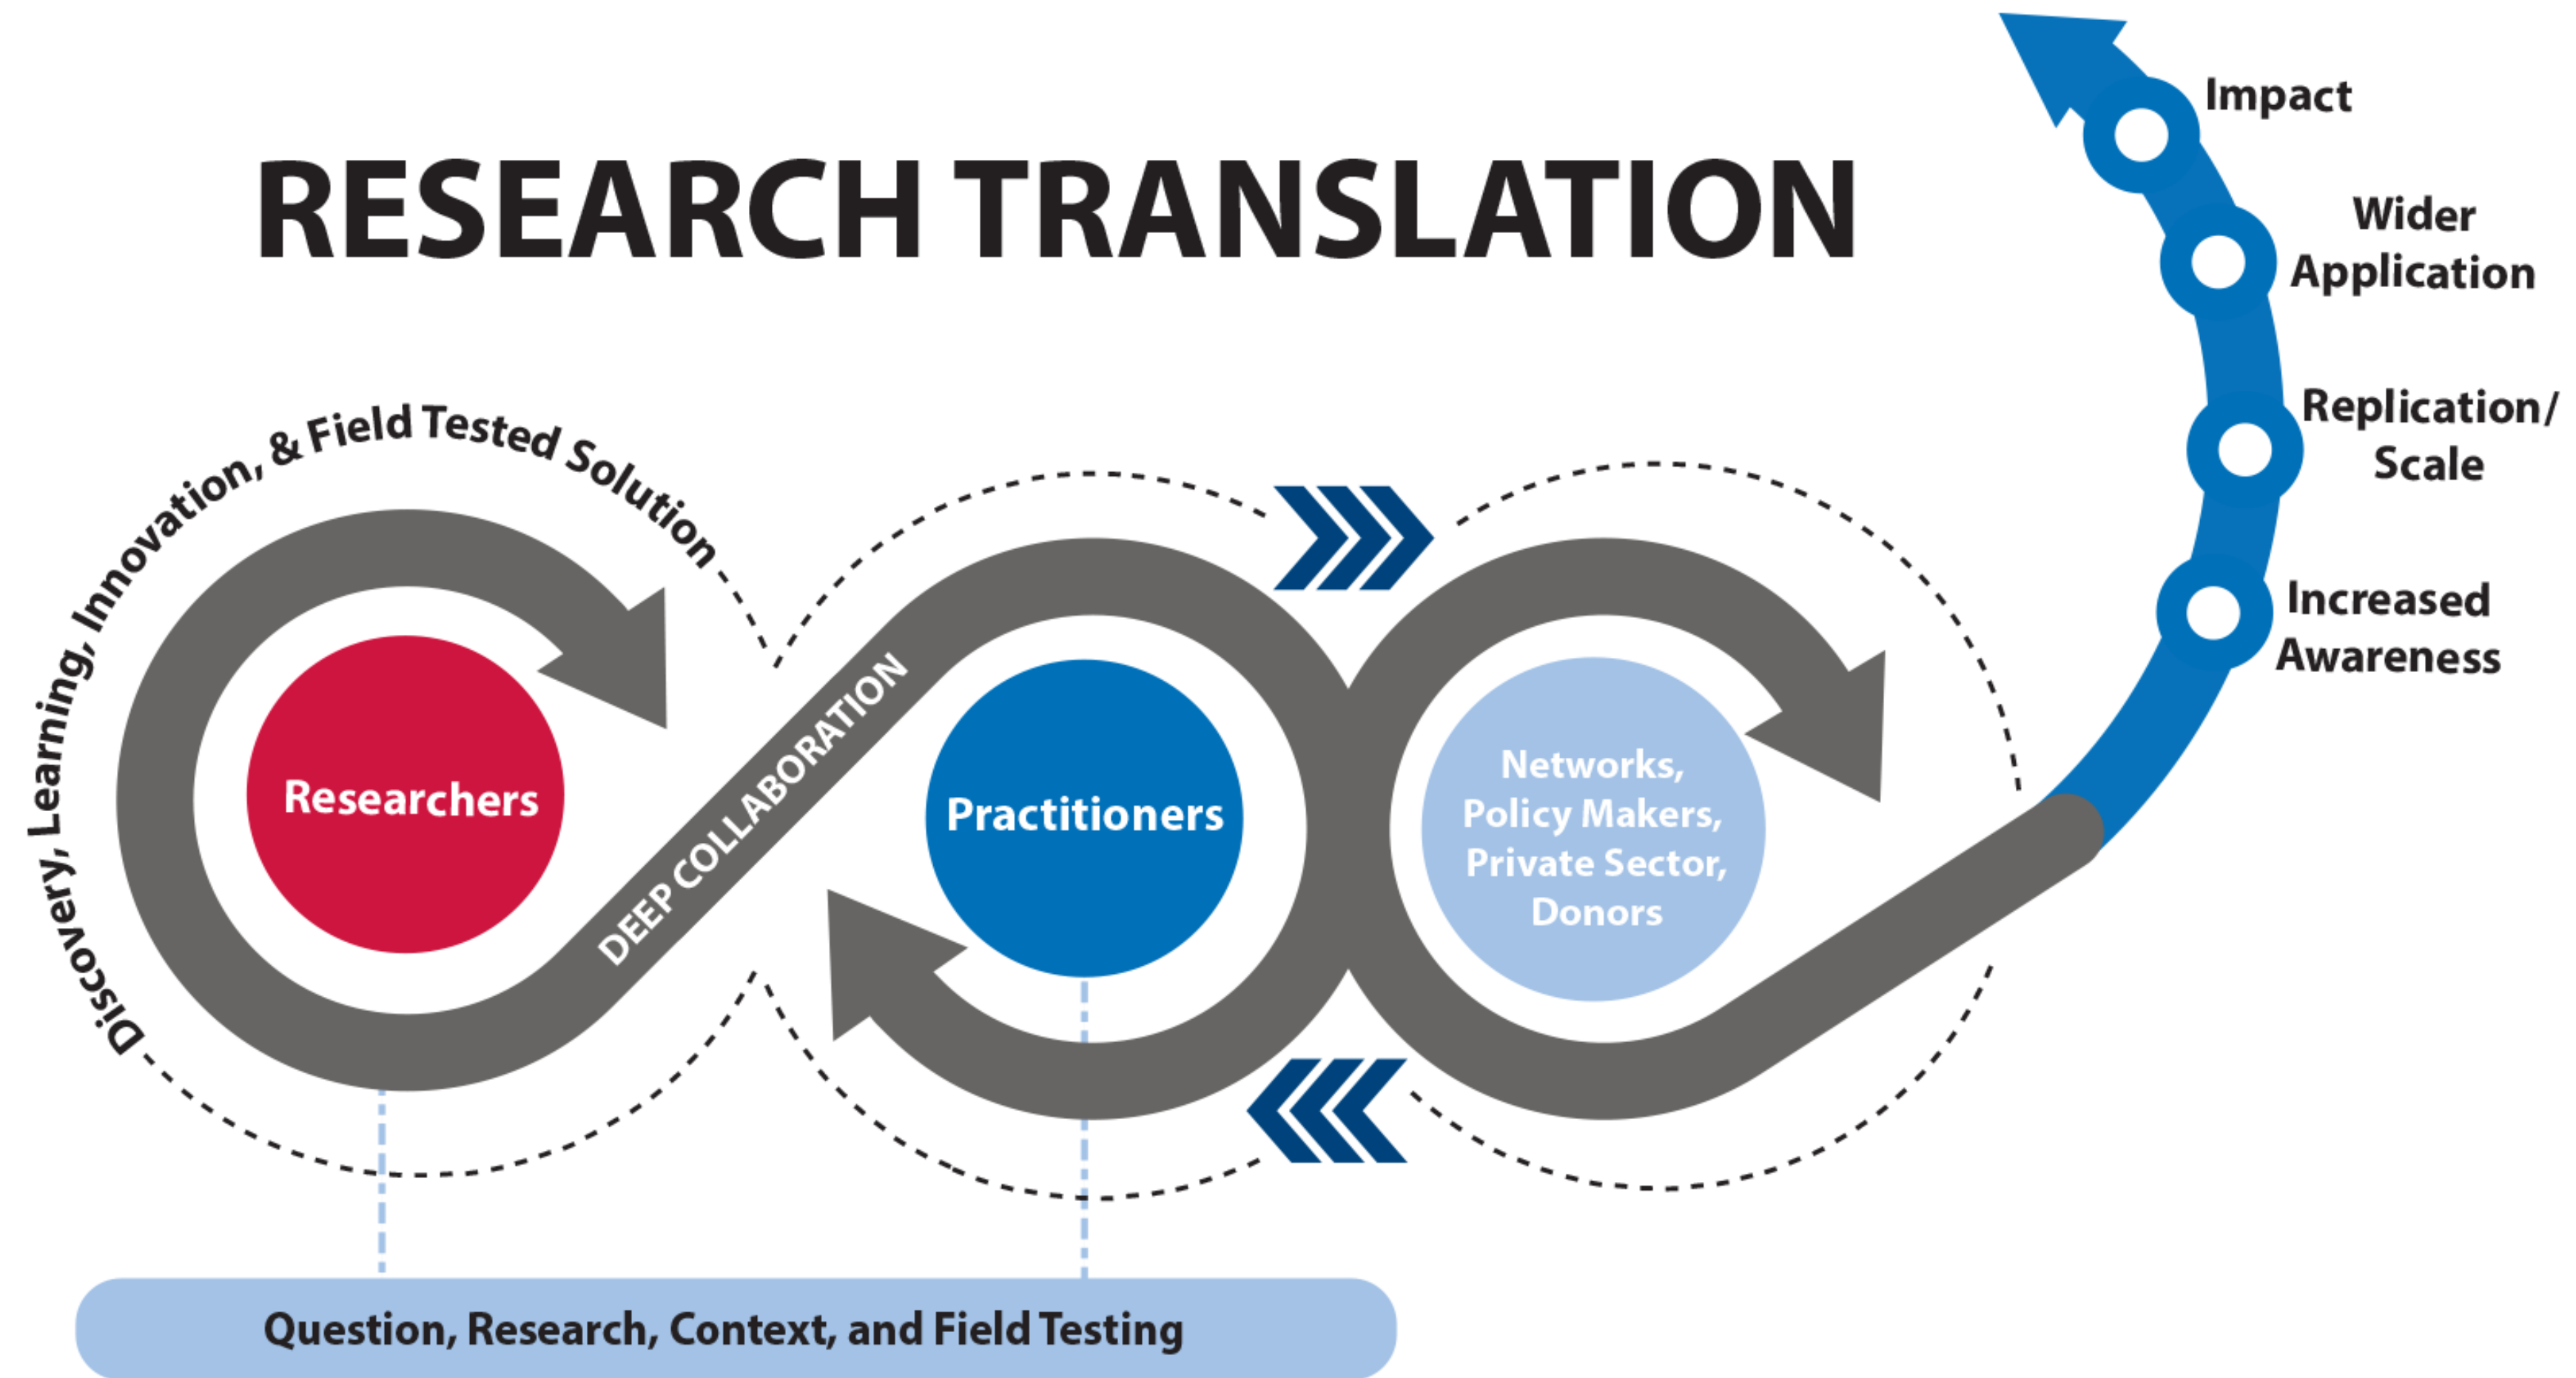 RESEARCH TRANSLATION
Impact
Wider
Application
Replication/
Scale
Increased
Awareness
Discovery, Learning, Innovation, & Field Tested Solution
Researchers
DEEP COLLABORATION
Practitioners
Networks,
Policy Makers,
Private Sector,
Donors
Question, Research, Context, and Field Testing